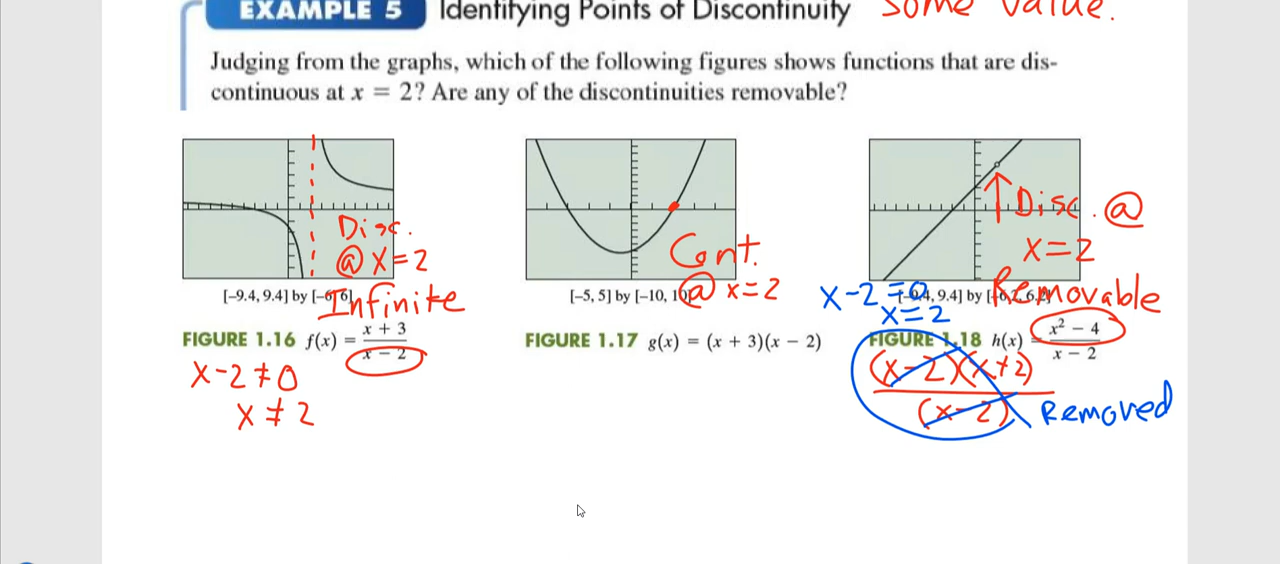 EXAMPLE 5 Identifying Points of Discontinuity some value.
Judging from the graphs, which of the following figures shows functions that are dis-
continuous at x = 2? Are any of the discontinuities removable?
Disc.
@ x=2
Infinite
[−9.4, 9.4] by [−6, 6]
FIGURE 1.16 f(x) = x + 3 / x − 2
x-2≠0
x≠2
Cont.
@ x=2
[−5, 5] by [−10, 10]
FIGURE 1.17 g(x) = (x + 3)(x − 2)
Disc. @
x=2
Removable
x-2=0
x=2
9.4] by [
FIGURE 1.18 h(x) = x² − 4 / x − 2
(x-2)(x+2)
(x-2) Removed